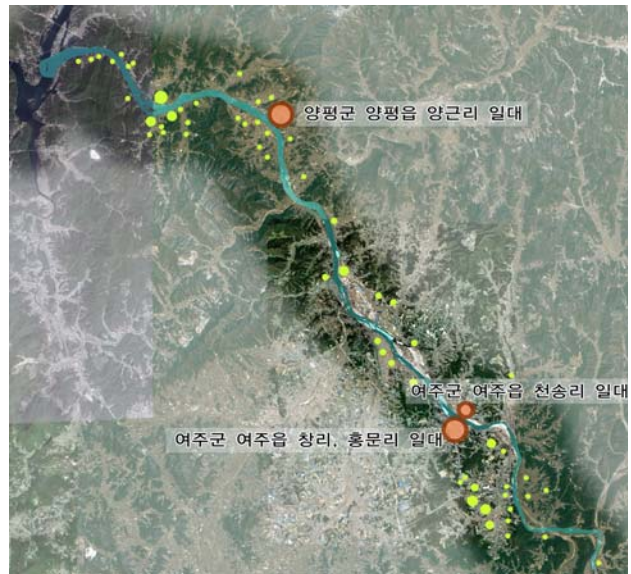 양평군 양평읍 양근리 일대
여주군 여주읍 천송리 일대
여주군 여주읍 창리, 홍문리 일대